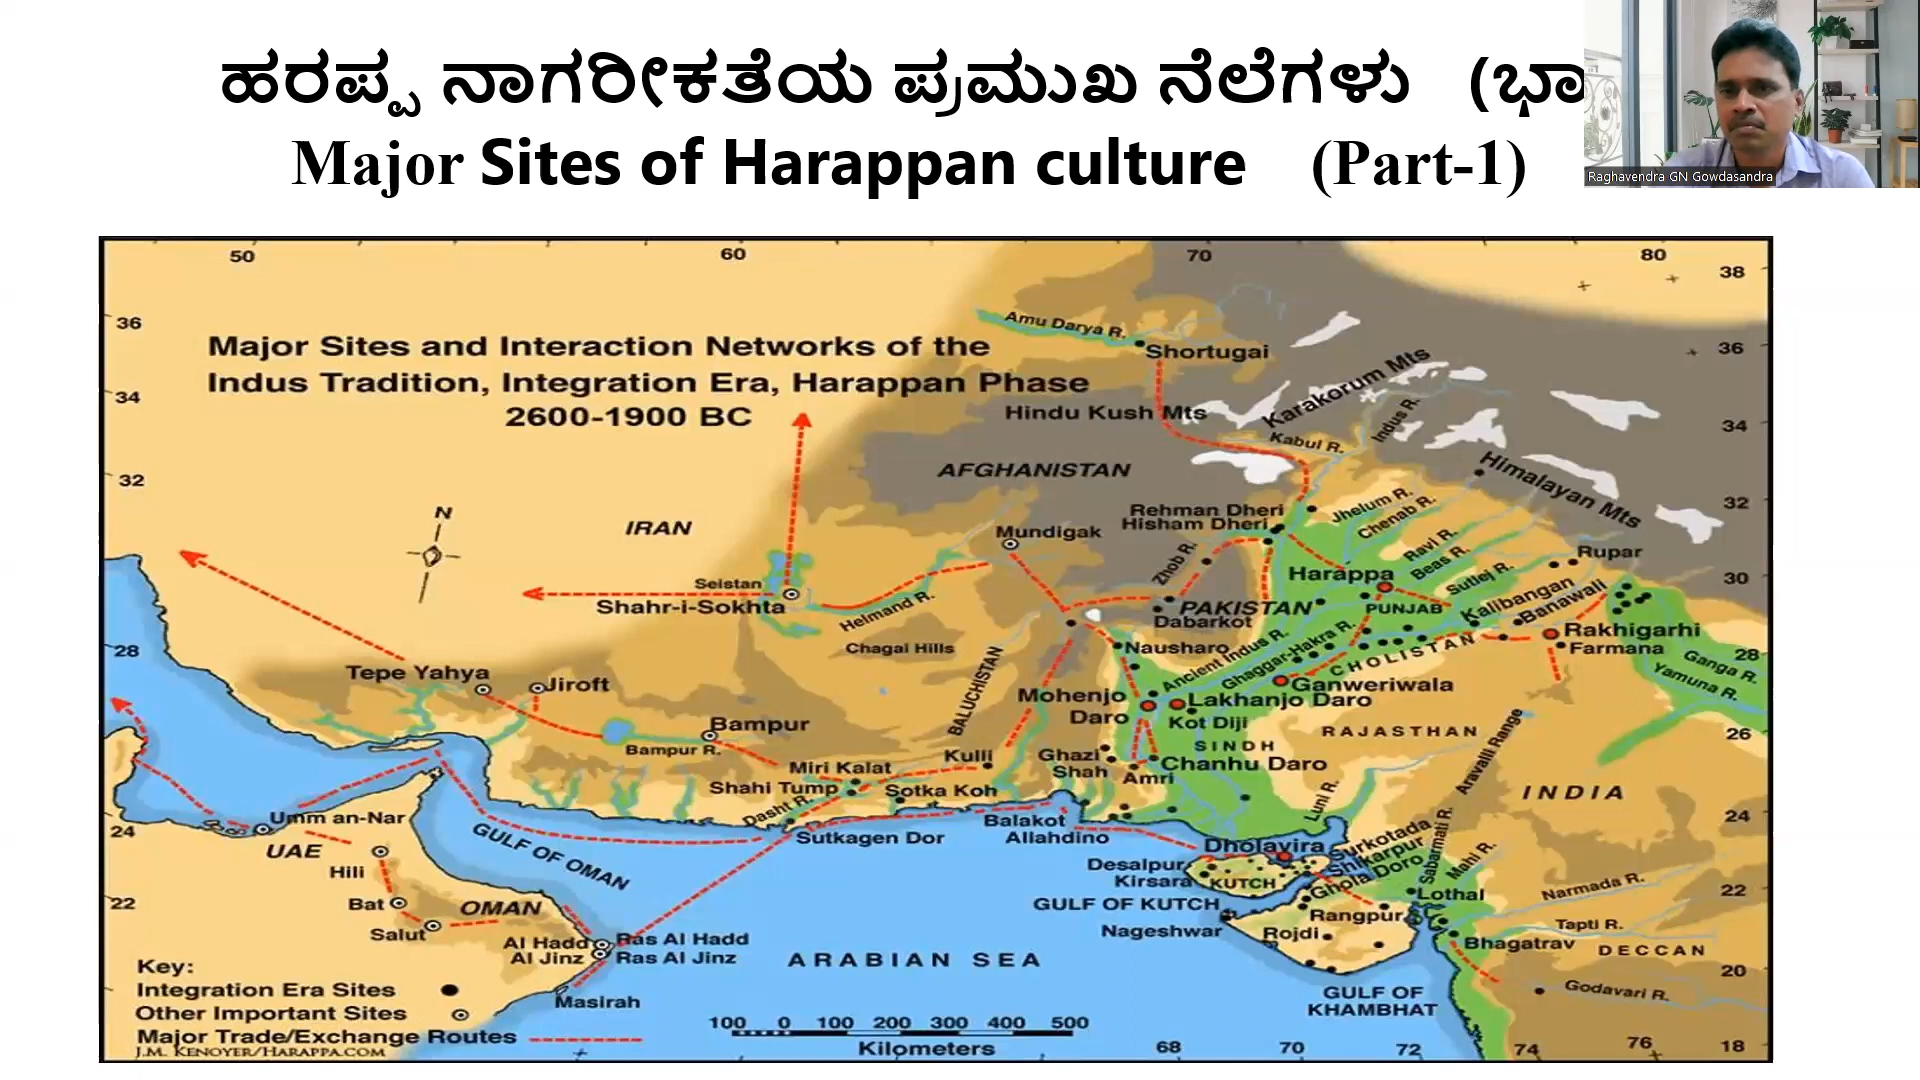 ಹರಪ್ಪ ನಾಗರೀಕತೆಯ ಪ್ರಮುಖ ನೆಲೆಗಳು (ಭಾ
Major Sites of Harappan culture (Part-1)
Raghavendra GN Gowdasandra
50 60 70 80
38
36 36
34 34
32 32
30
28 28
26
24 24
22 22
20
68 70 72 74 76 18
Major Sites and Interaction Networks of the
Indus Tradition, Integration Era, Harappan Phase
2600-1900 BC
Amu Darya R.
Shortugai
Karakorum Mts
Hindu Kush Mts
Indus R.
Kabul R.
AFGHANISTAN
Himalayan Mts
N
IRAN
Rehman Dheri
Hisham Dheri
Jhelum R.
Chenab R.
Mundigak
Zhob R.
Ravi R.
Beas R.
Rupar
Harappa
Sutlej R.
Seistan
Shahr-i-Sokhta
Helmand R.
PAKISTAN
PUNJAB
Kalibangan
Banawali
Dabarkot
Chagai Hills
Nausharo
Ancient Indus R.
Ghaggar-Hakra R.
CHOLISTAN
Rakhigarhi
Farmana
Ganga R.
Yamuna R.
Tepe Yahya
Jiroft
BALUCHISTAN
Mohenjo
Daro
Ganweriwala
Lakhanjo Daro
Kot Diji
Bampur
Bampur R.
SINDH
RAJASTHAN
Aravalli Range
Kulli
Ghazi
Shah
Amri
Chanhu Daro
Miri Kalat
Shahi Tump
Sotka Koh
Dasht R.
Luni R.
INDIA
Umm an-Nar
UAE
GULF OF OMAN
Sutkagen Dor
Balakot
Allahdino
Dholavira
Surkotada
Shikarpur
Ghola Doro
Sabarmati R.
Mahi R.
Hili
Desalpur
Kirsara
KUTCH
Lothal
Narmada R.
Bat
OMAN
GULF OF KUTCH
Rangpur
Salut
Nageshwar
Rojdi
Tapti R.
Al Hadd Ras Al Hadd
Al Jinz Ras Al Jinz
ARABIAN SEA
Bhagatrav
DECCAN
Key:
Integration Era Sites
Other Important Sites
Major Trade/Exchange Routes
J.M. KENOYER/HARAPPA.COM
Masirah
GULF OF
KHAMBHAT
Godavari R.
100 0 100 200 300 400 500
Kilometers